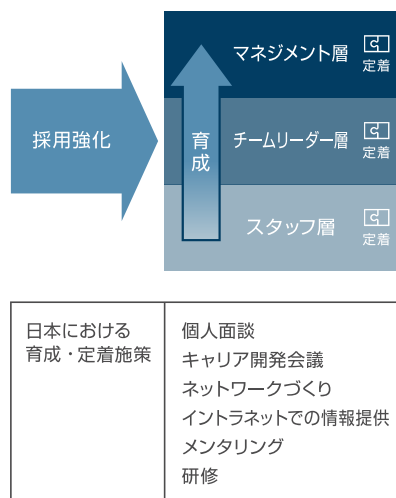 採用強化
育成
マネジメント層
定着
チームリーダー層
定着
スタッフ層
定着
日本における
育成・定着施策
個人面談
キャリア開発会議
ネットワークづくり
イントラネットでの情報提供
メンタリング
研修